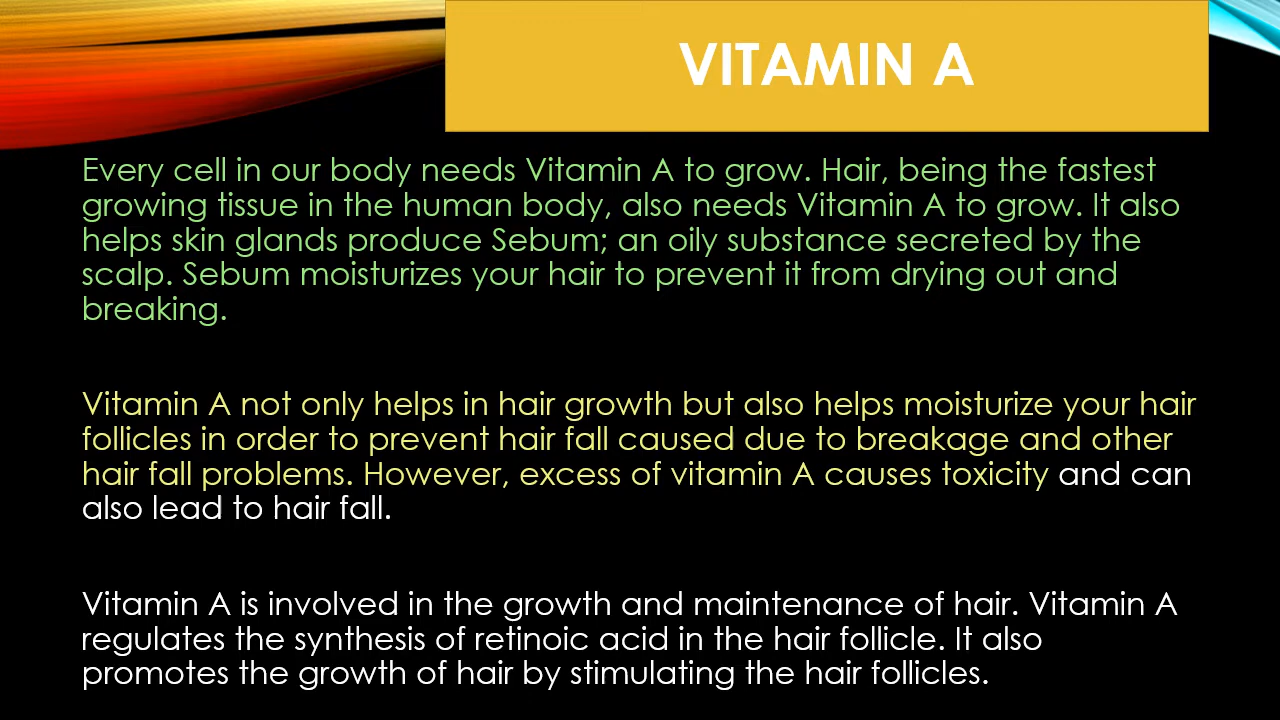 VITAMIN A
Every cell in our body needs Vitamin A to grow. Hair, being the fastest
growing tissue in the human body, also needs Vitamin A to grow. It also
helps skin glands produce Sebum; an oily substance secreted by the
scalp. Sebum moisturizes your hair to prevent it from drying out and
breaking.
Vitamin A not only helps in hair growth but also helps moisturize your hair
follicles in order to prevent hair fall caused due to breakage and other
hair fall problems. However, excess of vitamin A causes toxicity and can
also lead to hair fall.
Vitamin A is involved in the growth and maintenance of hair. Vitamin A
regulates the synthesis of retinoic acid in the hair follicle. It also
promotes the growth of hair by stimulating the hair follicles.